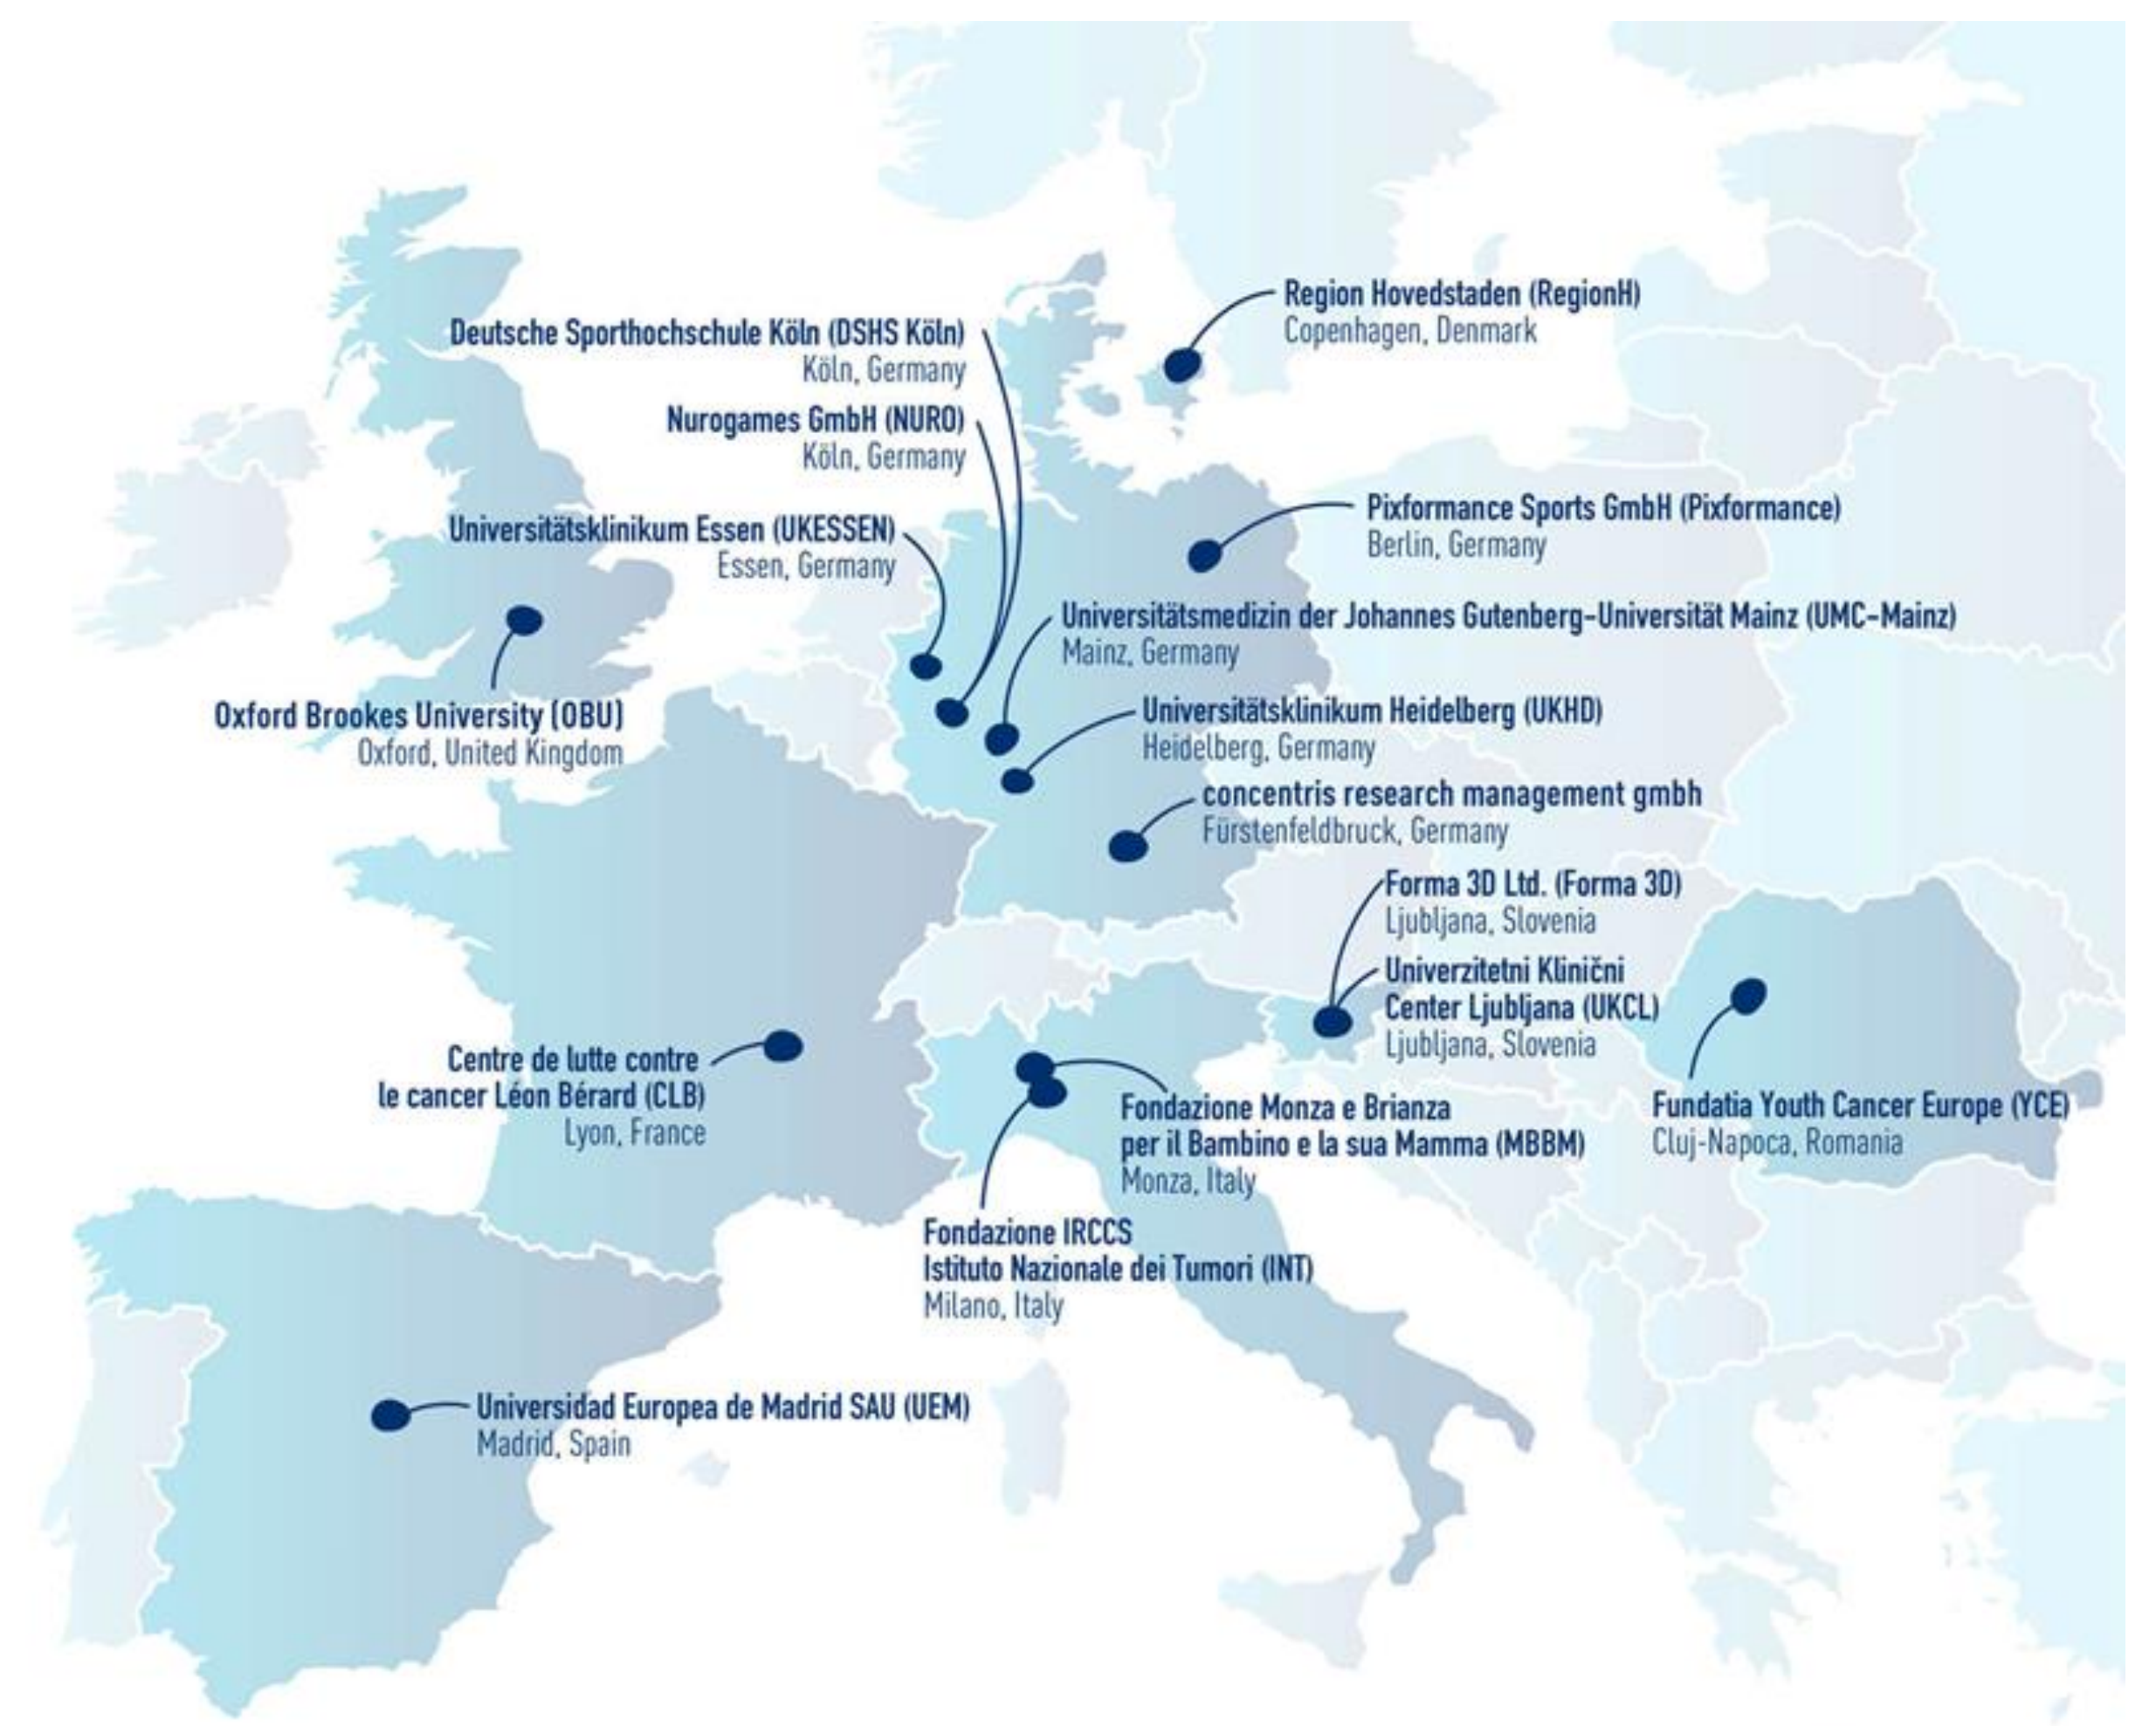 Region Hovedstaden (RegionH)
Copenhagen, Denmark
Deutsche Sporthochschule Köln (DSHS Köln)
Köln, Germany
Nurogames GmbH (NURO)
Köln, Germany
Pixformance Sports GmbH (Pixformance)
Berlin, Germany
Universitätsklinikum Essen (UKESSEN)
Essen, Germany
Universitätsmedizin der Johannes Gutenberg-Universität Mainz (UMC-Mainz)
Mainz, Germany
Oxford Brookes University (OBU)
Oxford, United Kingdom
Universitätsklinikum Heidelberg (UKHD)
Heidelberg, Germany
concentris research management gmbh
Fürstenfeldbruck, Germany
Forma 3D Ltd. (Forma 3D)
Ljubljana, Slovenia
Univerzitetni Klinični
Center Ljubljana (UKCL)
Ljubljana, Slovenia
Centre de lutte contre
le cancer Léon Bérard (CLB)
Lyon, France
Fondazione Monza e Brianza
per il Bambino e la sua Mamma (MBBM)
Monza, Italy
Fundatia Youth Cancer Europe (YCE)
Cluj-Napoca, Romania
Fondazione IRCCS
Istituto Nazionale dei Tumori (INT)
Milano, Italy
Universidad Europea de Madrid SAU (UEM)
Madrid, Spain